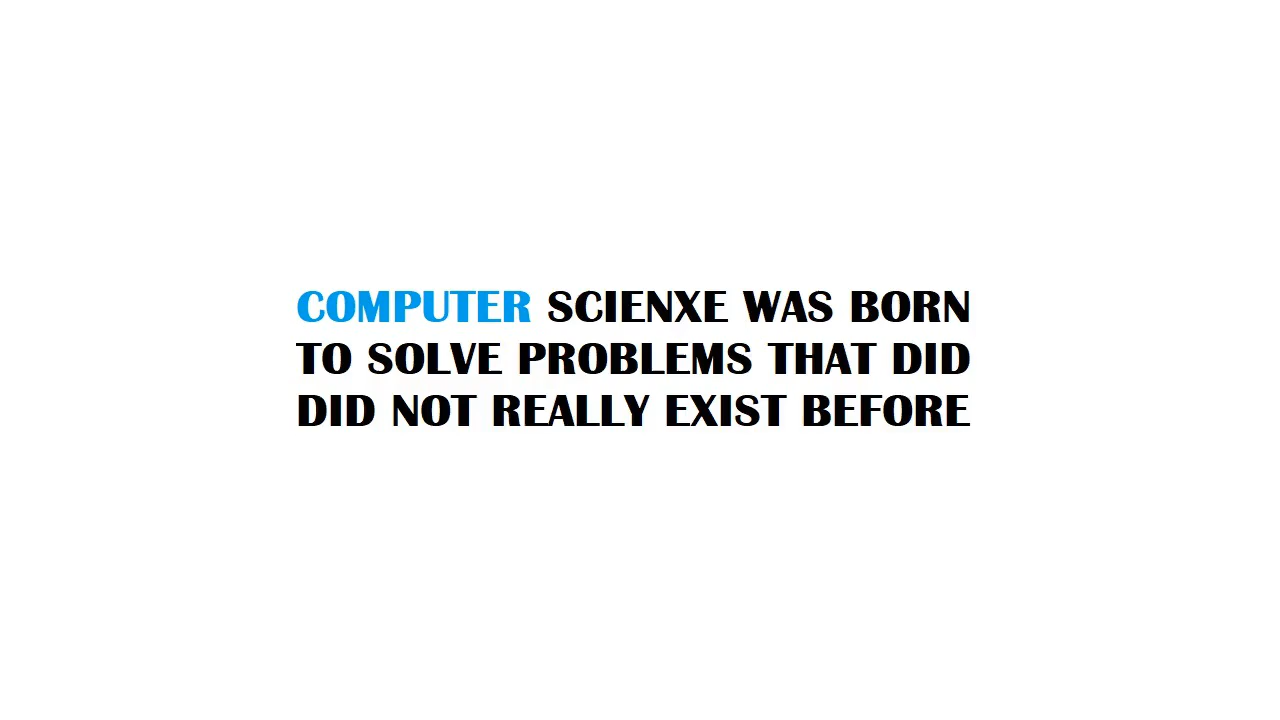 COMPUTER SCIENXE WAS BORN
TO SOLVE PROBLEMS THAT DID
DID NOT REALLY EXIST BEFORE